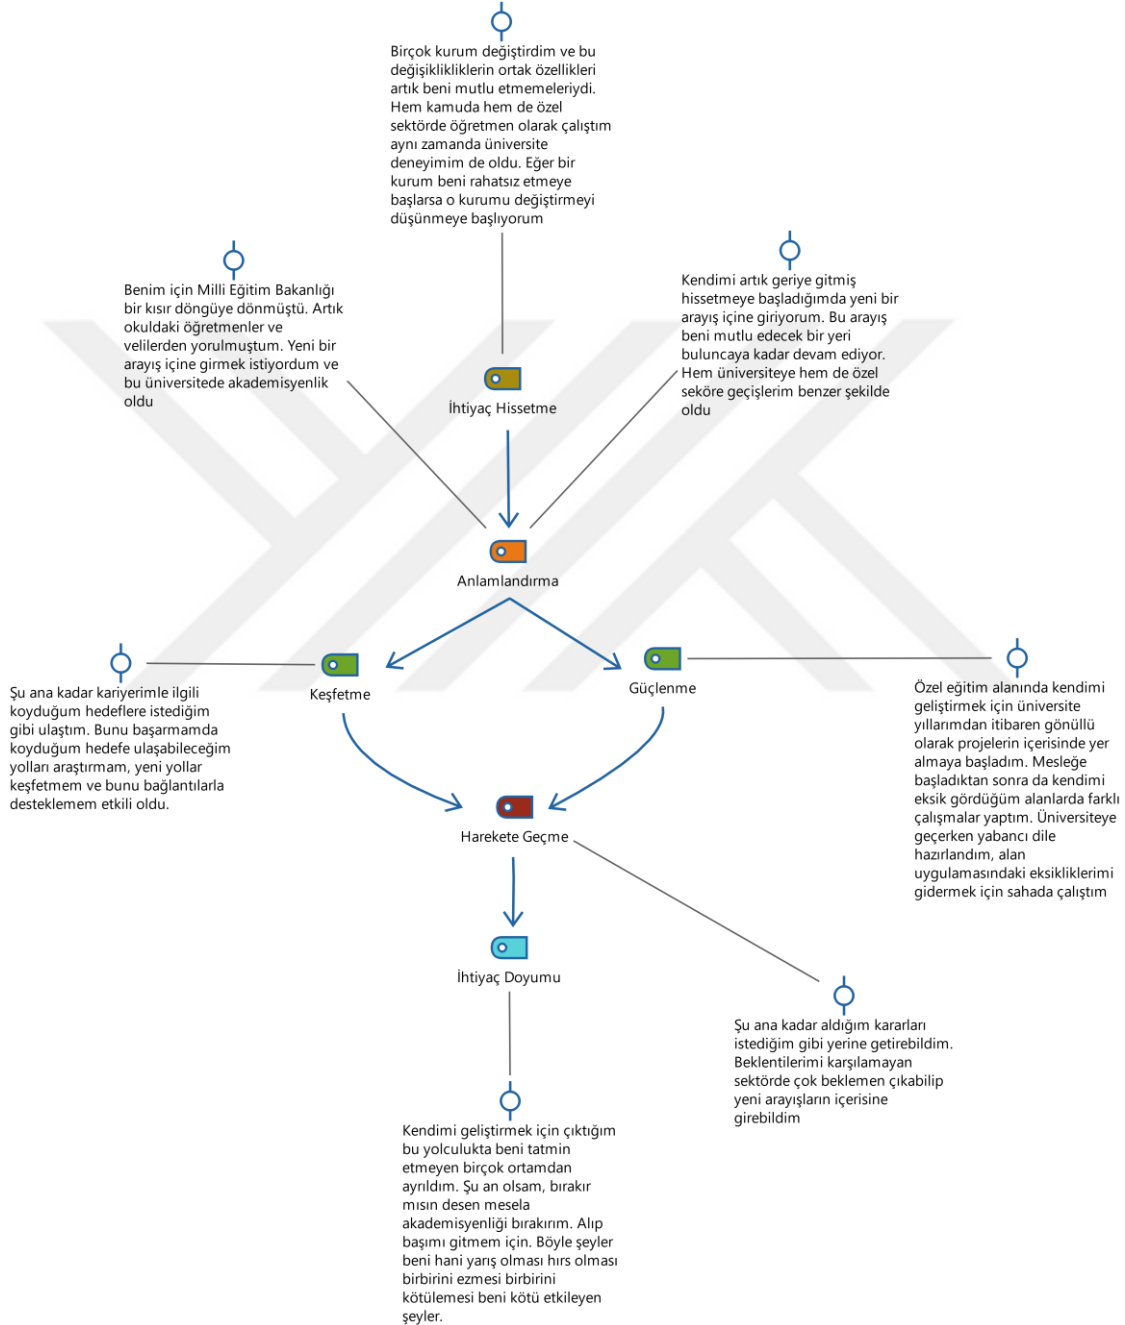 Birçok kurum değiştirdim ve bu
değişiklikliklerin ortak özellikleri
artık beni mutlu etmemeleriydi.
Hem kamuda hem de özel
sektörde öğretmen olarak çalıştım
aynı zamanda üniversite
deneyimim de oldu. Eğer bir
kurum beni rahatsız etmeye
başlarsa o kurumu değiştirmeyi
düşünmeye başlıyorum
Benim için Milli Eğitim Bakanlığı
bir kısır döngüye dönmüştü. Artık
okuldaki öğretmenler ve
velilerden yorulmuştum. Yeni bir
arayış içine girmek istiyordum ve
bu üniversitede akademisyenlik
oldu
Kendimi artık geriye gitmiş
hissetmeye başladığımda yeni bir
arayış içine giriyorum. Bu arayış
beni mutlu edecek bir yeri
buluncaya kadar devam ediyor.
Hem üniversiteye hem de özel
seköre geçişlerim benzer şekilde
oldu
İhtiyaç Hissetme
Anlamlandırma
Keşfetme
Güçlenme
Şu ana kadar kariyerimle ilgili
koyduğum hedeflere istediğim
gibi ulaştım. Bunu başarmamda
koyduğum hedefe ulaşabileceğim
yolları araştırmam, yeni yollar
keşfetmem ve bunu bağlantılarla
desteklemem etkili oldu.
Özel eğitim alanında kendimi
geliştirmek için üniversite
yıllarımdan itibaren gönüllü
olarak projelerin içerisinde yer
almaya başladım. Mesleğe
başladıktan sonra da kendimi
eksik gördüğüm alanlarda farklı
çalışmalar yaptım. Üniversiteye
geçerken yabancı dile
hazırlandım, alan
uygulamasındaki eksikliklerimi
gidermek için sahada çalıştım
Harekete Geçme
İhtiyaç Doyumu
Şu ana kadar aldığım kararları
istediğim gibi yerine getirebildim.
Beklentilerimi karşılamayan
sektörde çok beklemen çıkabilip
yeni arayışların içerisine
girebildim
Kendimi geliştirmek için çıktığım
bu yolculukta beni tatmin
etmeyen birçok ortamdan
ayrıldım. Şu an olsam, bırakır
mısın desen mesela
akademisyenliği bırakırım. Alıp
başımı gitmem için. Böyle şeyler
beni hani yarış olması hırs olması
birbirini ezmesi birbirini
kötülemesi beni kötü etkileyen
şeyler.